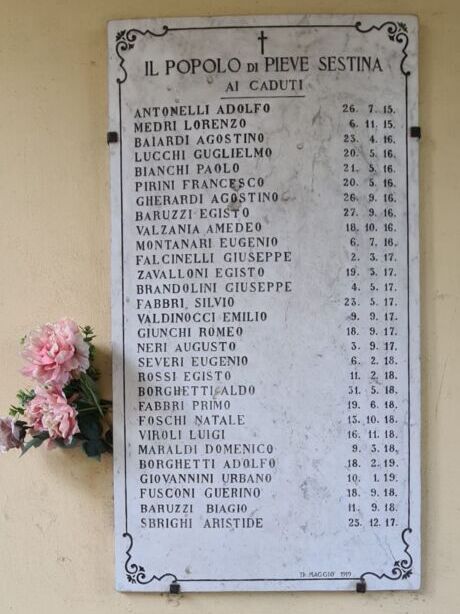 IL POPOLO DI PIEVE SESTINA
AI CADUTI
ANTONELLI ADOLFO 26. 7. 15.
MEDRI LORENZO 6. 11. 15.
BAIARDI AGOSTINO 23. 4. 16.
LUCCHI GUGLIELMO 20. 5. 16.
BIANCHI PAOLO 21. 5. 16.
PIRINI FRANCESCO 20. 5. 16.
GHERARDI AGOSTINO 26. 9. 16.
BARUZZI EGISTO 27. 9. 16.
VALZANIA AMEDEO 18. 10. 16.
MONTANARI EUGENIO 6. 7. 16.
FALCINELLI GIUSEPPE 2. 3. 17.
ZAVALLONI EGISTO 19. 3. 17.
BRANDOLINI GIUSEPPE 4. 5. 17.
FABBRI SILVIO 23. 5. 17.
VALDINOCCI EMILIO 9. 9. 17.
GIUNCHI ROMEO 18. 9. 17.
NERI AUGUSTO 3. 9. 17.
SEVERI EUGENIO 6. 2. 18.
ROSSI EGISTO 11. 2. 18.
BORGHETTI ALDO 31. 5. 18.
FABBRI PRIMO 19. 6. 18.
FOSCHI NATALE 13. 10. 18.
VIROLI LUIGI 16. 11. 18.
MARALDI DOMENICO 9. 3. 18.
BORGHETTI ADOLFO 18. 2. 19.
GIOVANNINI URBANO 10. 1. 19.
FUSCONI GUERINO 18. 9. 18.
BARUZZI BIAGIO 11. 9. 18.
SBRIGHI ARISTIDE 23. 12. 17.
MAGGIO 1919